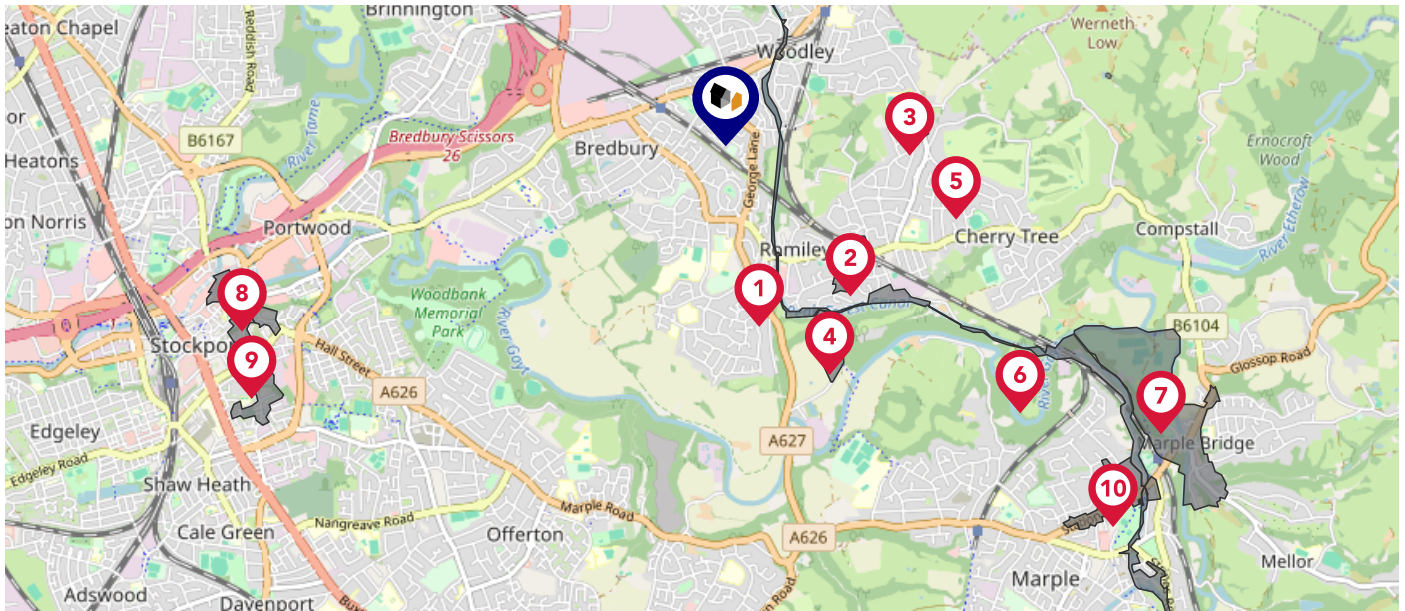 Brinnington
eaton Chapel
Werneth
Low
Woodley
Reddish Road
or
B6167
River Tame
Bredbury Scissors
26
Bredbury
George Lane
3
Ernocroft
Wood
Heatons
5
on Norris
Portwood
Cherry Tree
Compstall
River Etherow
Romiley
2
8
Woodbank
Memorial
Park
River Goyt
1
B6104
4
Stockpo
Hall Street
9
A626
6
7
Glossop Road
Edgeley
A627
Marple Bridge
Edgeley Road
Shaw Heath
10
Marple Road
Nangreave Road
Cale Green
Offerton
A626
Mellor
Marple
Adswood
Davenport